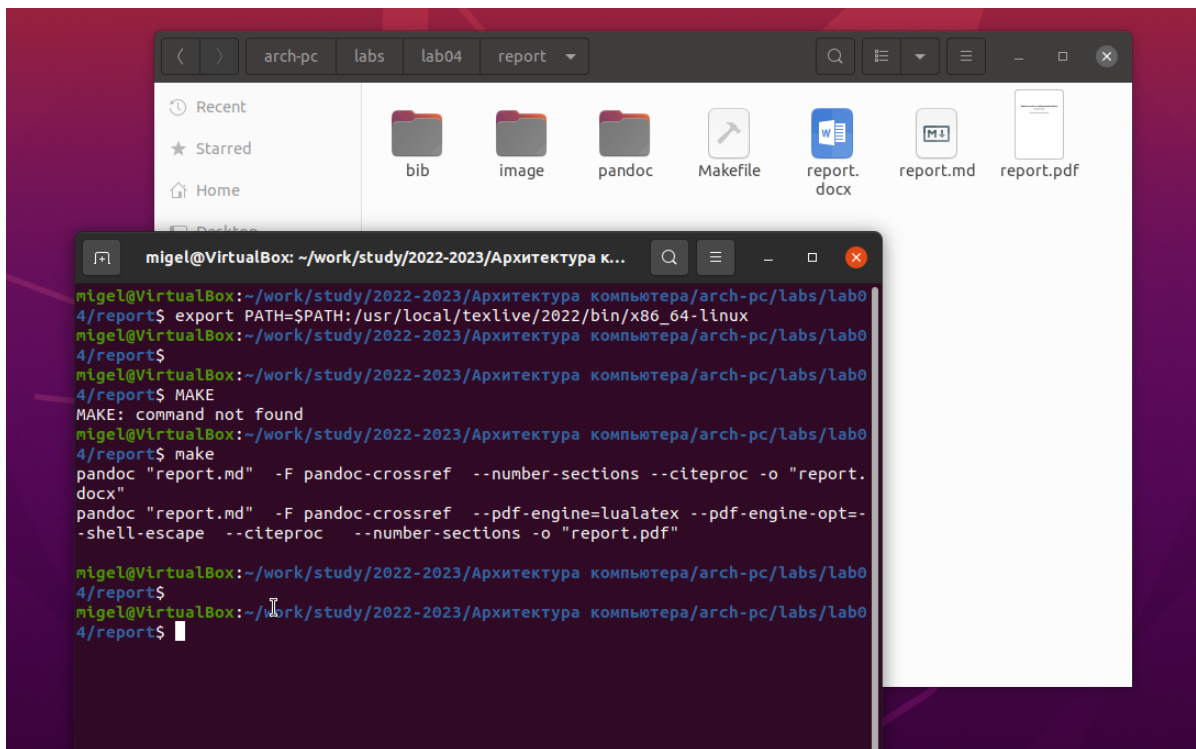 arch-pc labs lab04 report
Recent
Starred
Home
Desktop
bib
image
pandoc
Makefile
report.
docx
report.md
report.pdf
migel@VirtualBox: ~/work/study/2022-2023/Архитектура к...
migel@VirtualBox:~/work/study/2022-2023/Архитектура компьютера/arch-pc/labs/lab0
4/report$ export PATH=$PATH:/usr/local/texlive/2022/bin/x86_64-linux
migel@VirtualBox:~/work/study/2022-2023/Архитектура компьютера/arch-pc/labs/lab0
4/report$
migel@VirtualBox:~/work/study/2022-2023/Архитектура компьютера/arch-pc/labs/lab0
4/report$ MAKE
MAKE: command not found
migel@VirtualBox:~/work/study/2022-2023/Архитектура компьютера/arch-pc/labs/lab0
4/report$ make
pandoc "report.md"  -F pandoc-crossref  --number-sections --citeproc -o "report.
docx"
pandoc "report.md"  -F pandoc-crossref  --pdf-engine=lualatex --pdf-engine-opt=-
-shell-escape  --citeproc   --number-sections -o "report.pdf"
migel@VirtualBox:~/work/study/2022-2023/Архитектура компьютера/arch-pc/labs/lab0
4/report$
migel@VirtualBox:~/work/study/2022-2023/Архитектура компьютера/arch-pc/labs/lab0
4/report$